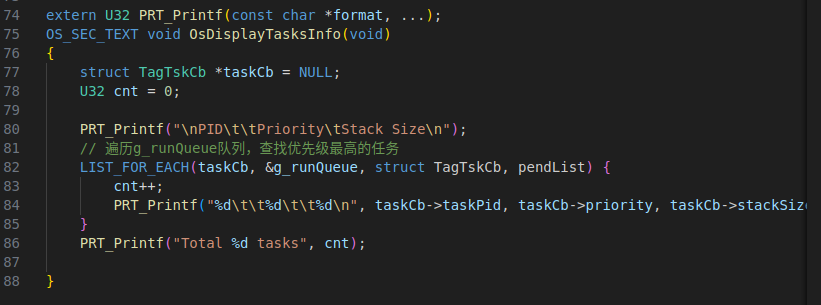 74 extern U32 PRT_Printf(const char *format, ...);
75 OS_SEC_TEXT void OsDisplayTasksInfo(void)
76 {
77     struct TagTskCb *taskCb = NULL;
78     U32 cnt = 0;
79
80     PRT_Printf("\nPID\t\tPriority\tStack Size\n");
81     // 遍历g_runQueue队列，查找优先级最高的任务
82     LIST_FOR_EACH(taskCb, &g_runQueue, struct TagTskCb, pendList) {
83         cnt++;
84         PRT_Printf("%d\t\t%d\t\t%d\n", taskCb->taskPid, taskCb->priority, taskCb->stackSize
85     }
86     PRT_Printf("Total %d tasks", cnt);
87
88 }